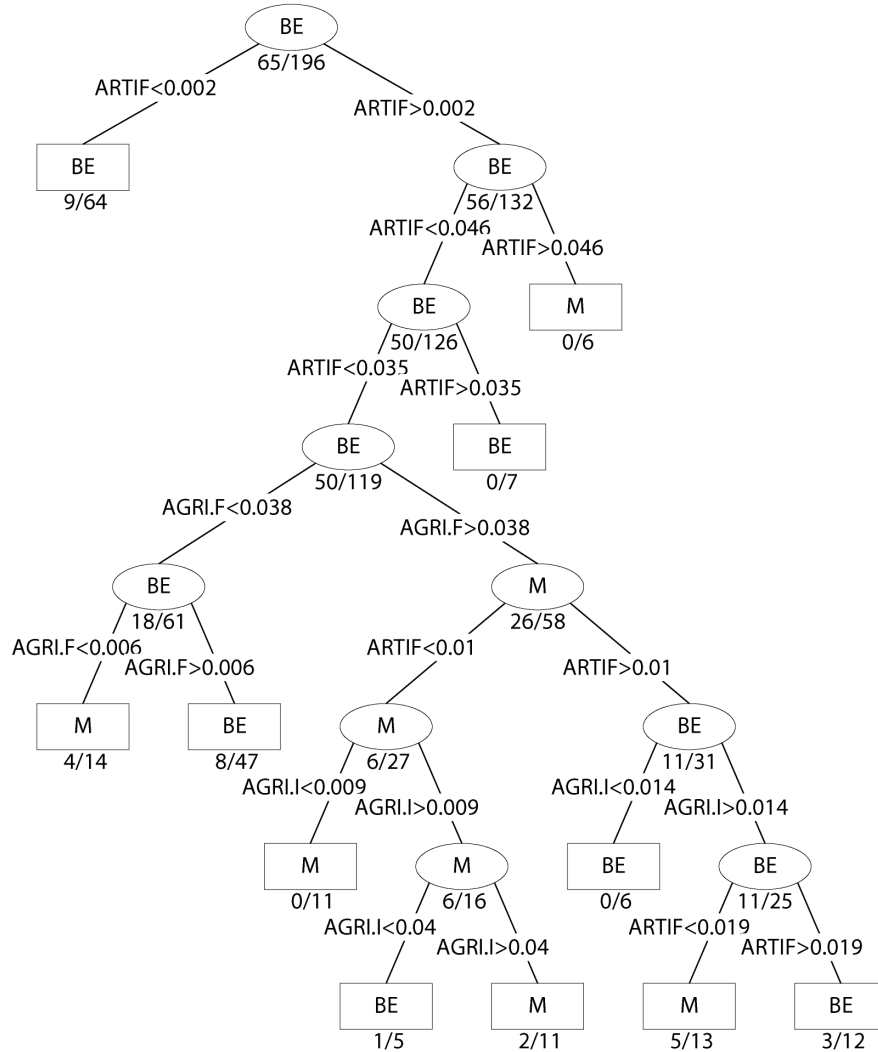 BE
65/196
ARTIF<0.002
ARTIF>0.002
BE
9/64
BE
56/132
ARTIF<0.046
ARTIF>0.046
BE
50/126
M
0/6
ARTIF<0.035
ARTIF>0.035
BE
50/119
BE
0/7
AGRI.F<0.038
AGRI.F>0.038
BE
18/61
M
26/58
AGRI.F<0.006
AGRI.F>0.006
ARTIF<0.01
ARTIF>0.01
M
4/14
BE
8/47
M
6/27
BE
11/31
AGRI.I<0.009
AGRI.I>0.009
AGRI.I<0.014
AGRI.I>0.014
M
0/11
M
6/16
BE
0/6
BE
11/25
AGRI.I<0.04
AGRI.I>0.04
ARTIF<0.019
ARTIF>0.019
BE
1/5
M
2/11
M
5/13
BE
3/12